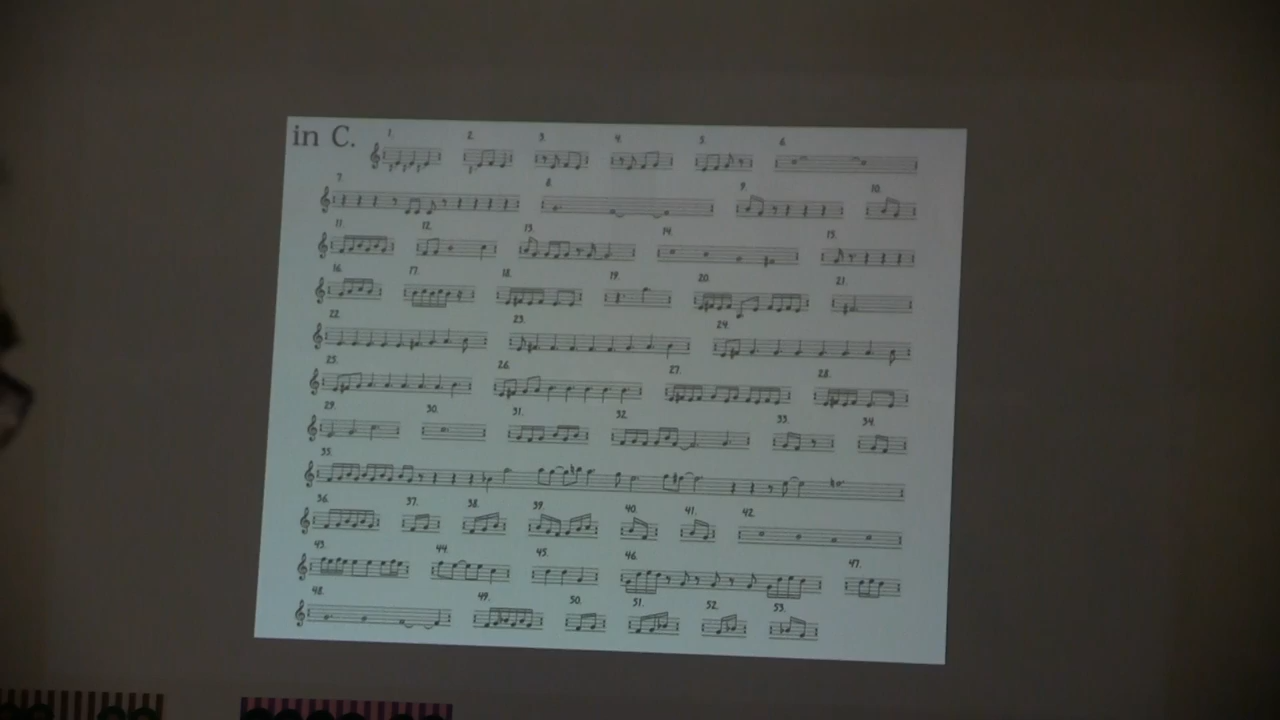 in C.
1. 2. 3. 4. 5. 6.
7. 8. 9. 10.
11. 12. 13. 14. 15.
16. 17. 18. 19. 20. 21.
22. 23. 24.
25. 26. 27. 28.
29. 30. 31. 32. 33. 34.
35.
36. 37. 38. 39. 40. 41. 42.
43. 44. 45. 46. 47.
48. 49. 50. 51. 52. 53.